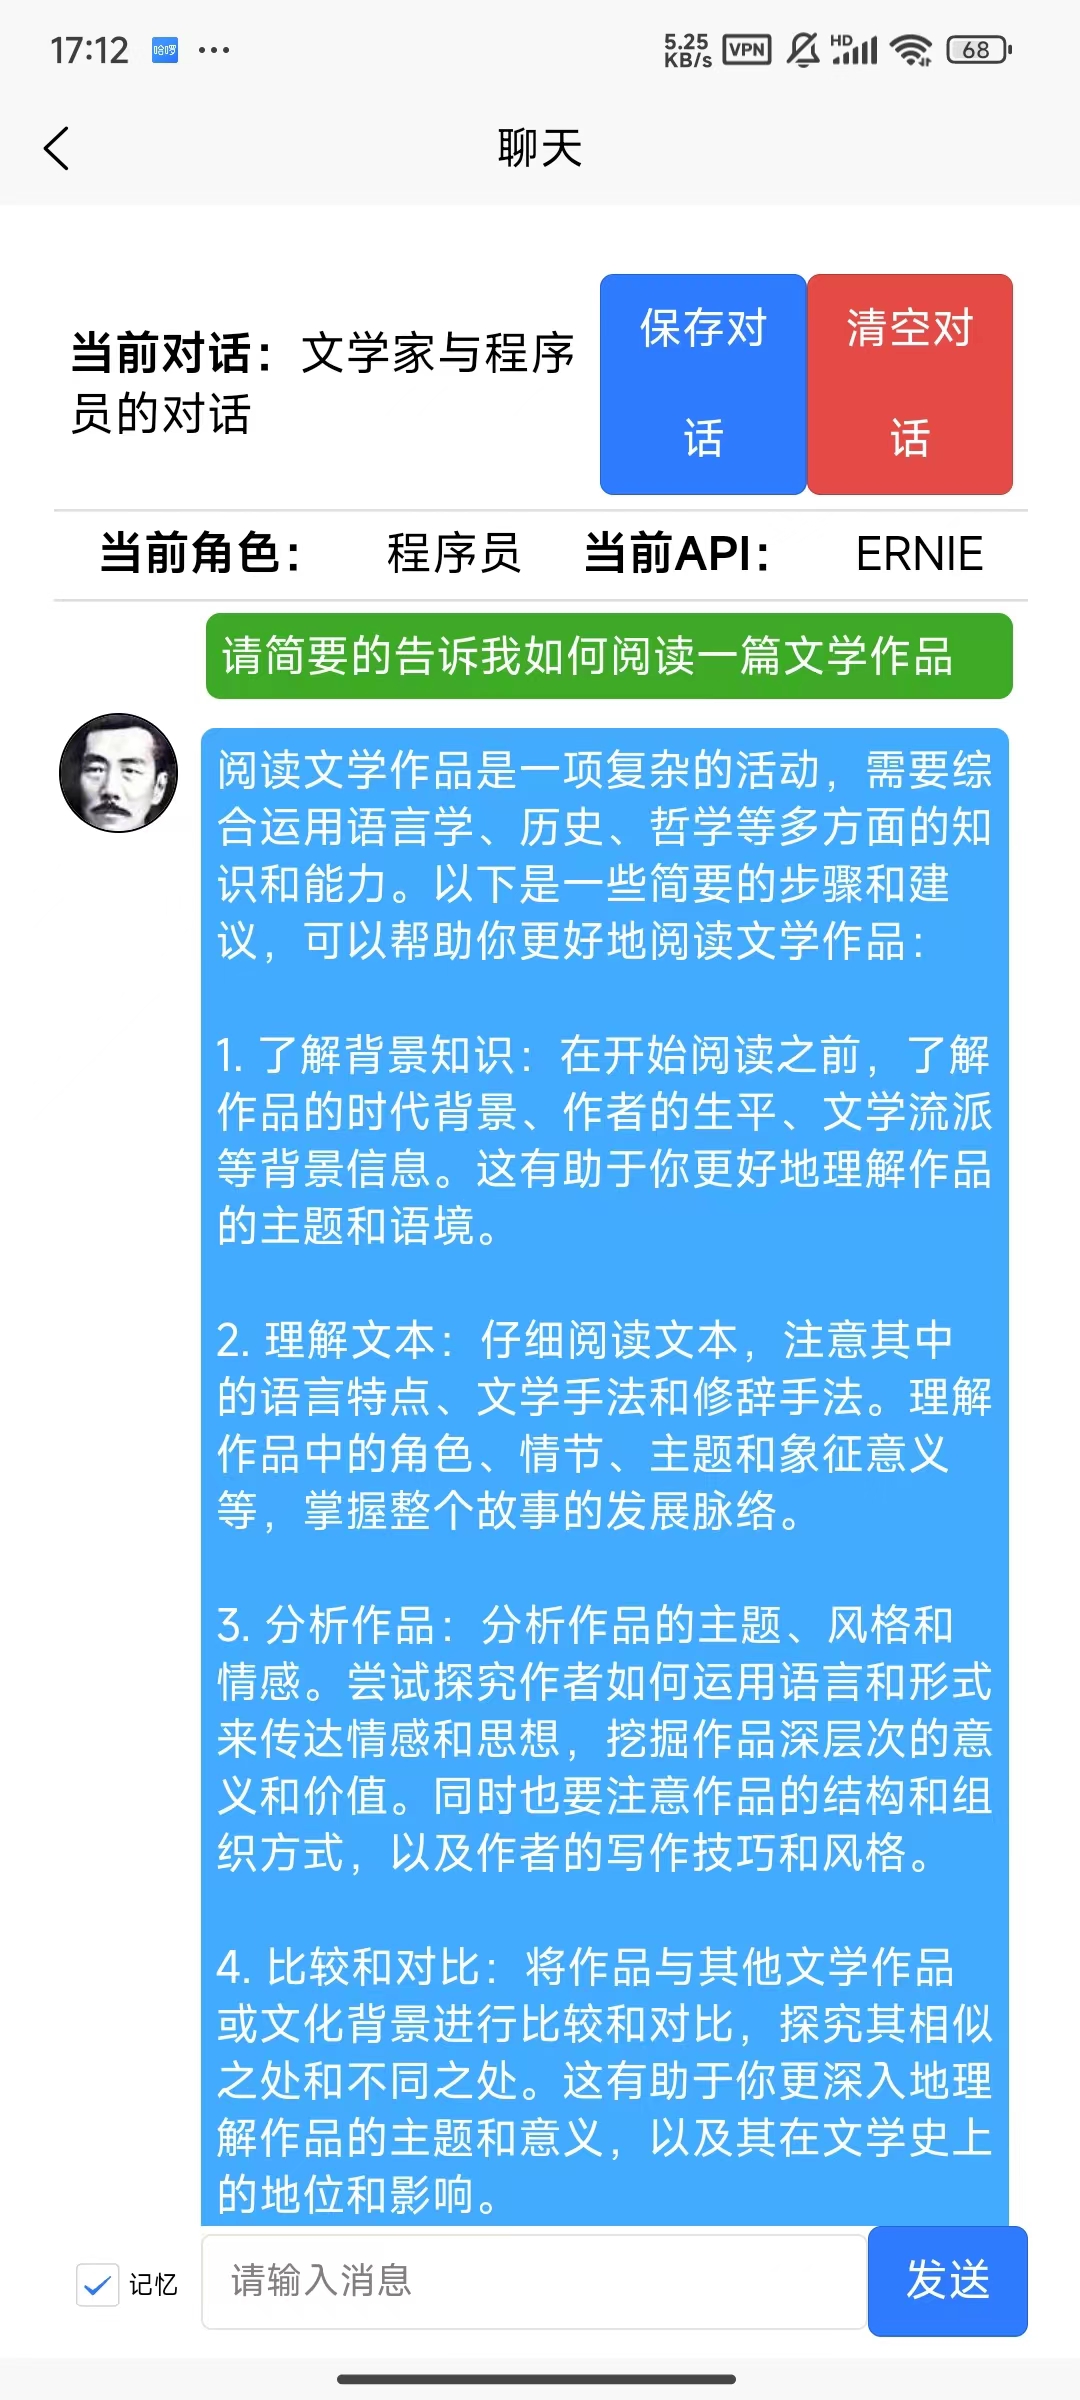 17:12 哈啰 ... 5.25 KB/s VPN HD 68
聊天
当前对话：文学家与程序
员的对话
保存对
话
清空对
话
当前角色： 程序员 当前API： ERNIE
请简要的告诉我如何阅读一篇文学作品
阅读文学作品是一项复杂的活动，需要综
合运用语言学、历史、哲学等多方面的知
识和能力。以下是一些简要的步骤和建
议，可以帮助你更好地阅读文学作品：
1. 了解背景知识：在开始阅读之前，了解
作品的时代背景、作者的生平、文学流派
等背景信息。这有助于你更好地理解作品
的主题和语境。
2. 理解文本：仔细阅读文本，注意其中
的语言特点、文学手法和修辞手法。理解
作品中的角色、情节、主题和象征意义
等，掌握整个故事的发展脉络。
3. 分析作品：分析作品的主题、风格和
情感。尝试探究作者如何运用语言和形式
来传达情感和思想，挖掘作品深层次的意
义和价值。同时也要注意作品的结构和组
织方式，以及作者的写作技巧和风格。
4. 比较和对比：将作品与其他文学作品
或文化背景进行比较和对比，探究其相似
之处和不同之处。这有助于你更深入地理
解作品的主题和意义，以及其在文学史上
的地位和影响。
记忆 请输入消息 发送